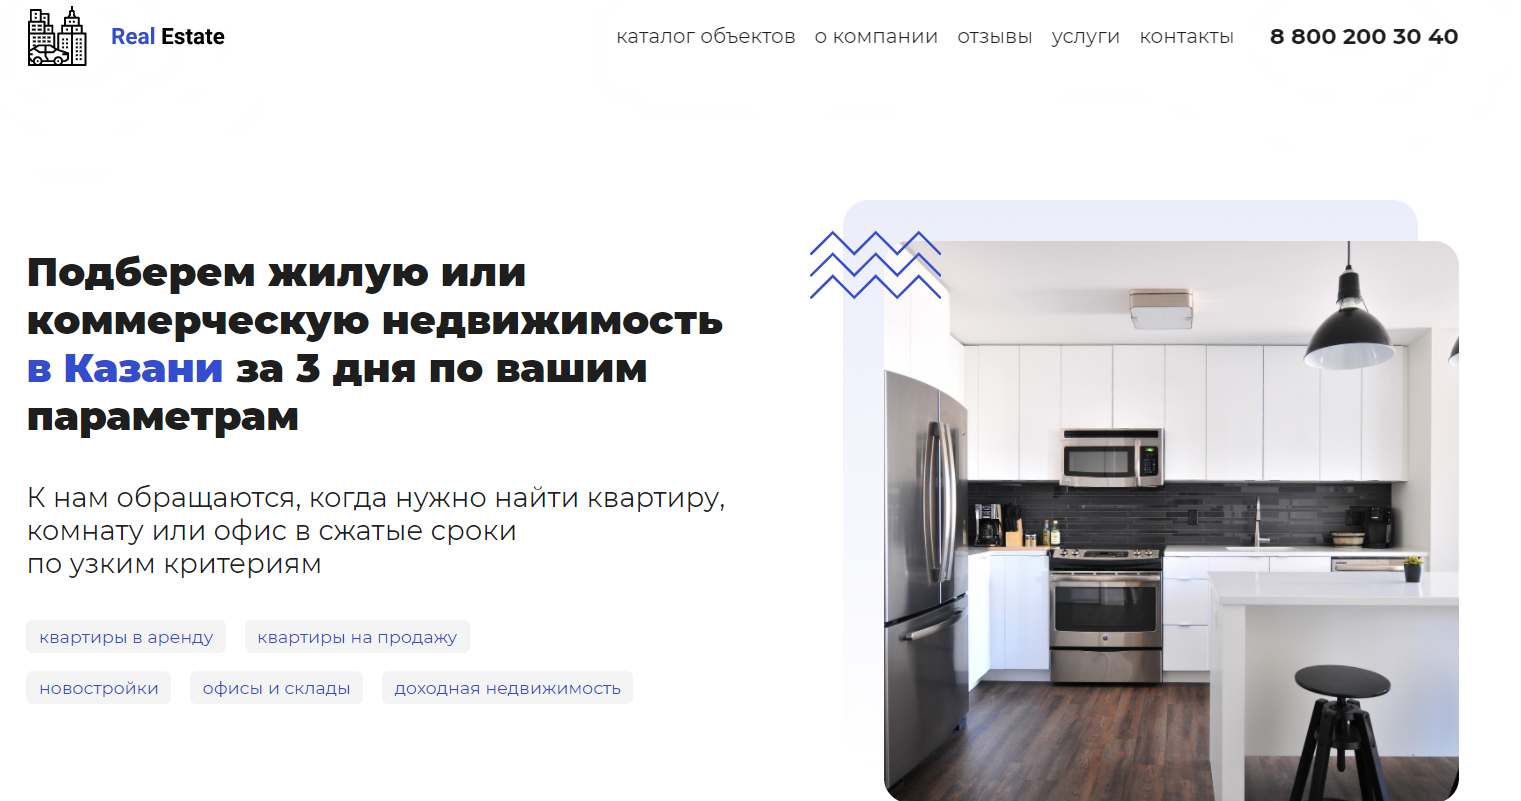 Real Estate
каталог объектов о компании отзывы услуги контакты 8 800 200 30 40
Подберем жилую или
коммерческую недвижимость
в Казани за 3 дня по вашим
параметрам
К нам обращаются, когда нужно найти квартиру,
комнату или офис в сжатые сроки
по узким критериям
квартиры в аренду квартиры на продажу
новостройки офисы и склады доходная недвижимость